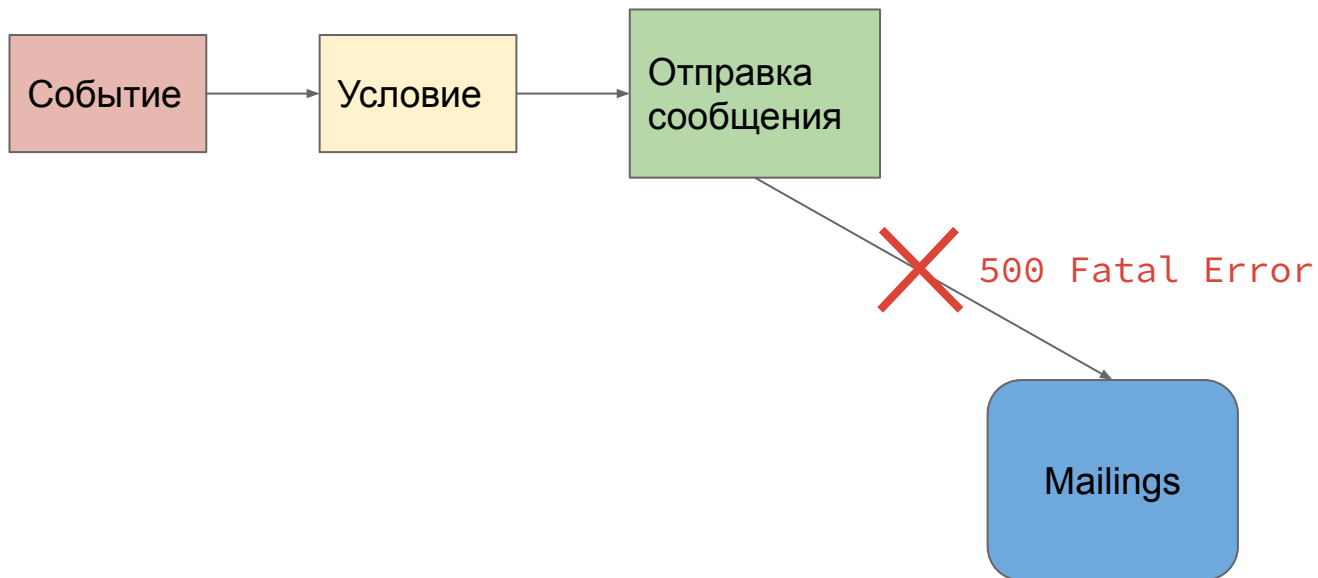 Событие
Условие
Отправка
сообщения
500 Fatal Error
Mailings